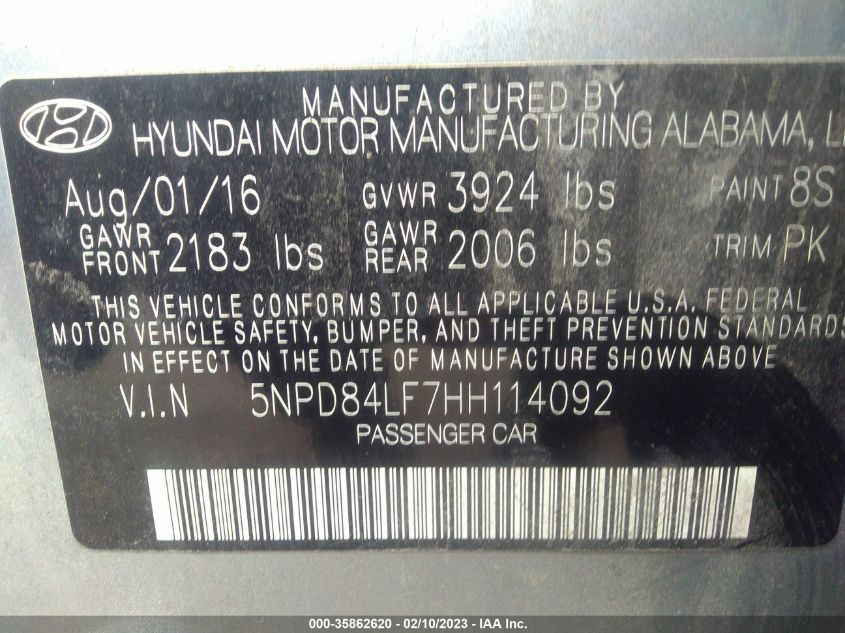 MANUFACTURED BY
HYUNDAI MOTOR MANUFACTURING ALABAMA,
Aug/01/16 GVWR 3924 lbs PAINT 8S
GAWR FRONT 2183 lbs GAWR REAR 2006 lbs TRIM PK
THIS VEHICLE CONFORMS TO ALL APPLICABLE U.S.A. FEDERAL
MOTOR VEHICLE SAFETY, BUMPER, AND THEFT PREVENTION STANDARDS
IN EFFECT ON THE DATE OF MANUFACTURE SHOWN ABOVE
V.I.N 5NPD84LF7HH114092
PASSENGER CAR
000-35862620 - 02/10/2023 - IAA Inc.